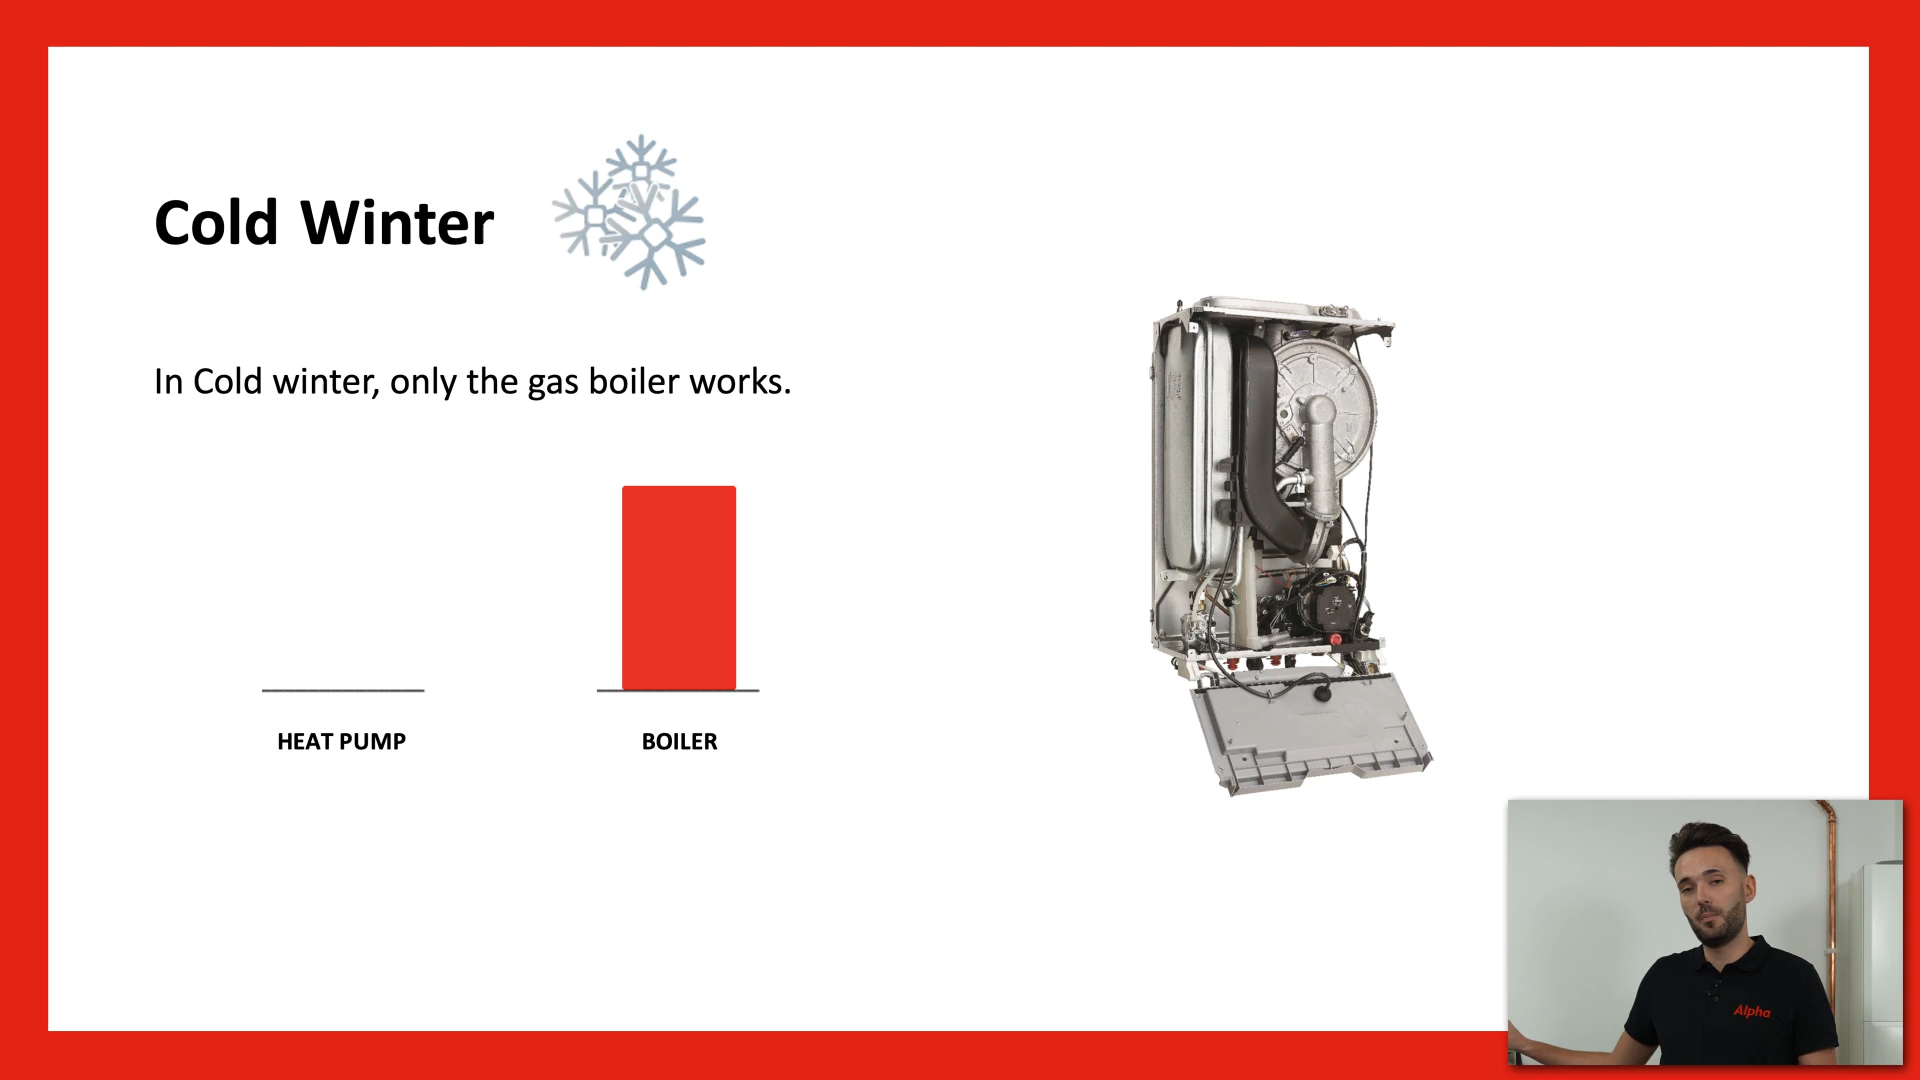 Cold Winter
In Cold winter, only the gas boiler works.
HEAT PUMP
BOILER
Alpha